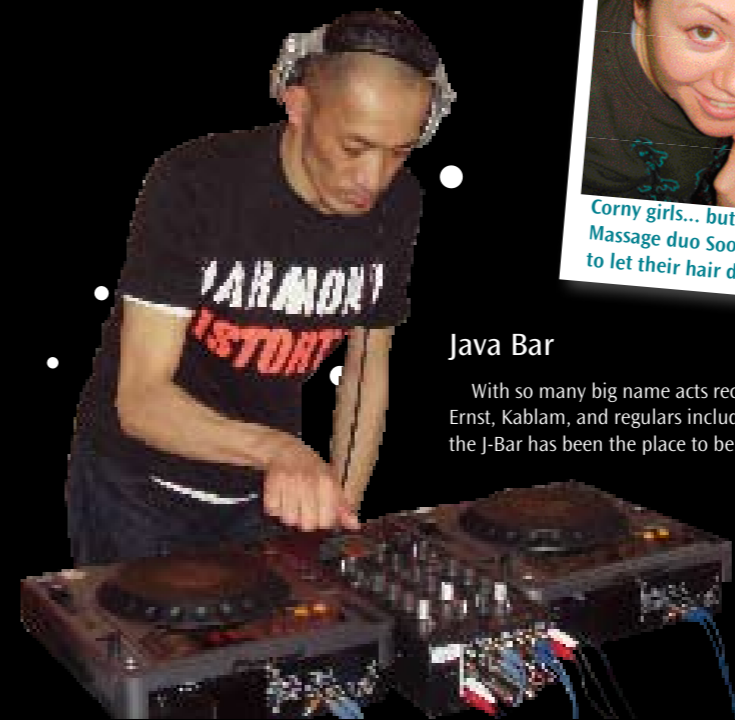 HARMONY
ISTORT
Corny girls... but
Massage duo Soo
to let their hair d
Java Bar
With so many big name acts rec
Ernst, Kablam, and regulars includ
the J-Bar has been the place to be